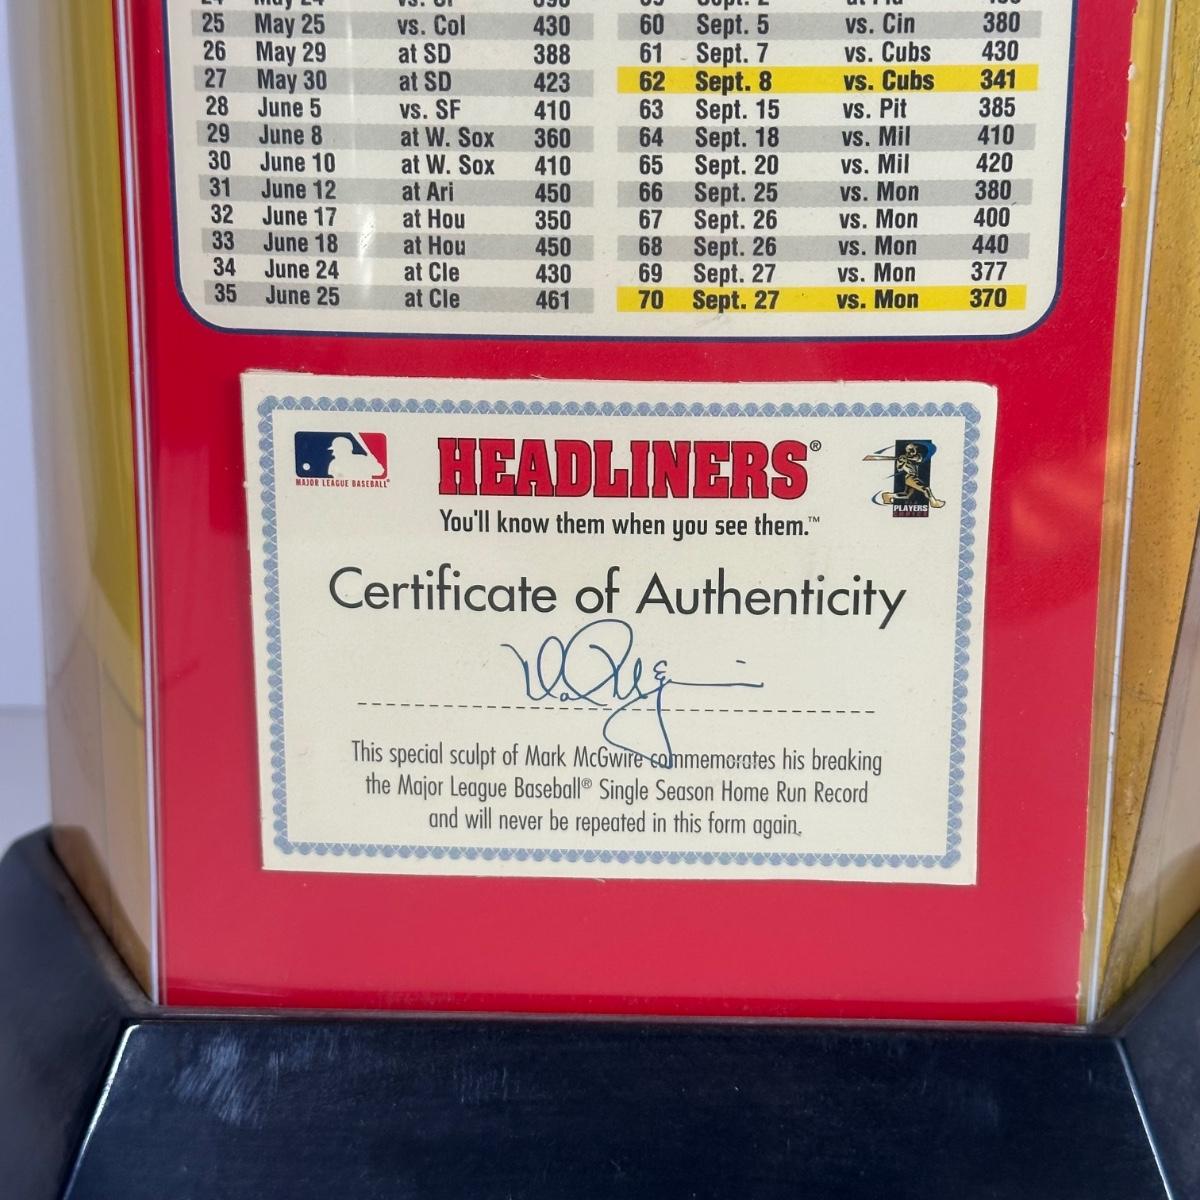 25 May 25 vs. Col 430
26 May 29 at SD 388
27 May 30 at SD 423
28 June 5 vs. SF 410
29 June 8 at W. Sox 360
30 June 10 at W. Sox 410
31 June 12 at Ari 450
32 June 17 at Hou 350
33 June 18 at Hou 450
34 June 24 at Cle 430
35 June 25 at Cle 461
60 Sept. 5 vs. Cin 380
61 Sept. 7 vs. Cubs 430
62 Sept. 8 vs. Cubs 341
63 Sept. 15 vs. Pit 385
64 Sept. 18 vs. Mil 410
65 Sept. 20 vs. Mil 420
66 Sept. 25 vs. Mon 380
67 Sept. 26 vs. Mon 400
68 Sept. 26 vs. Mon 440
69 Sept. 27 vs. Mon 377
70 Sept. 27 vs. Mon 370
MAJOR LEAGUE BASEBALL®
HEADLINERS®
PLAYERS
CHOICE
You'll know them when you see them.™
Certificate of Authenticity
This special sculpt of Mark McGwire commemorates his breaking
the Major League Baseball® Single Season Home Run Record
and will never be repeated in this form again.